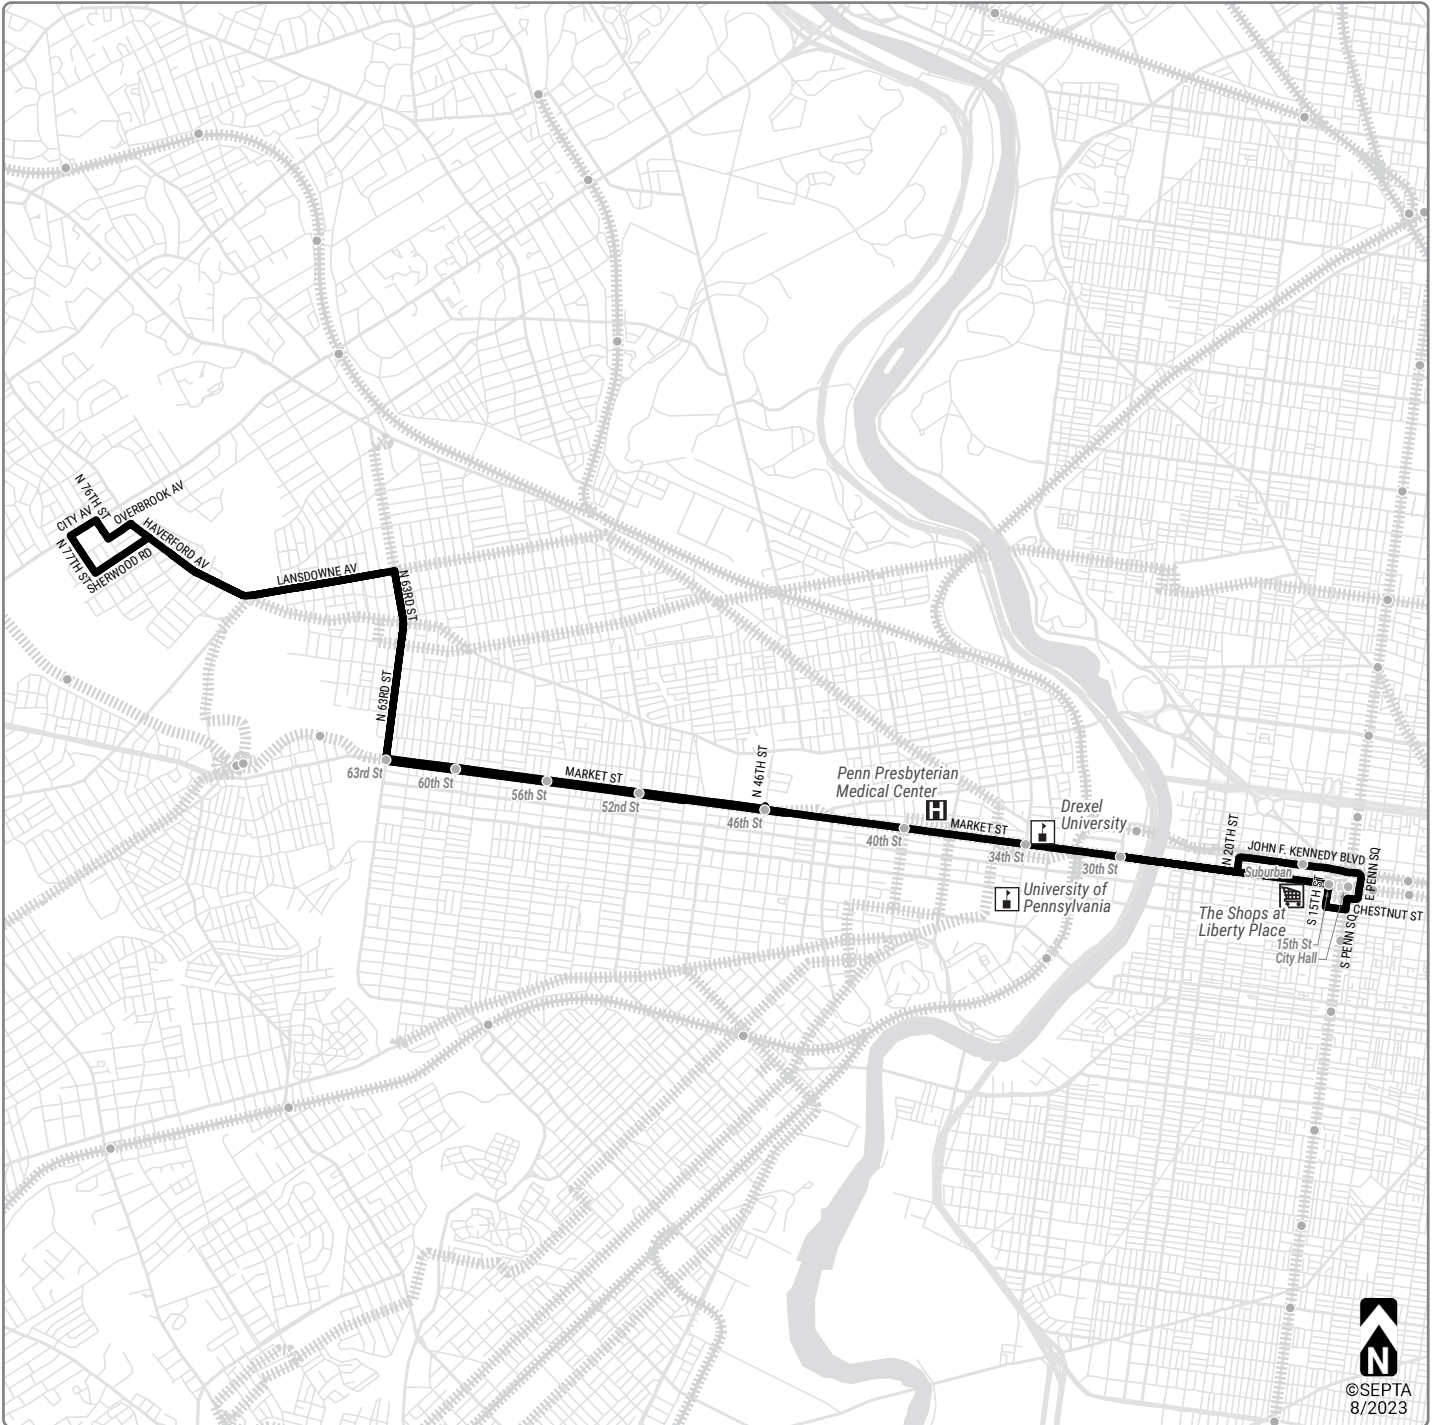 N 76TH ST
CITY AV
OVERBROOK AV
HAVERFORD AV
N 77TH ST
SHERWOOD RD
LANSDOWNE AV
N 63RD ST
N 63RD ST
63rd St
60th St
56th St
MARKET ST
52nd St
N 46TH ST
46th St
Penn Presbyterian
Medical Center
H
40th St
MARKET ST
Drexel
University
34th St
30th St
University of
Pennsylvania
N 20TH ST
JOHN F. KENNEDY BLVD
Suburban
E PENN SQ
S 15TH ST
CHESTNUT ST
The Shops at
Liberty Place
15th St
City Hall
S PENN SQ
N
©SEPTA
8/2023